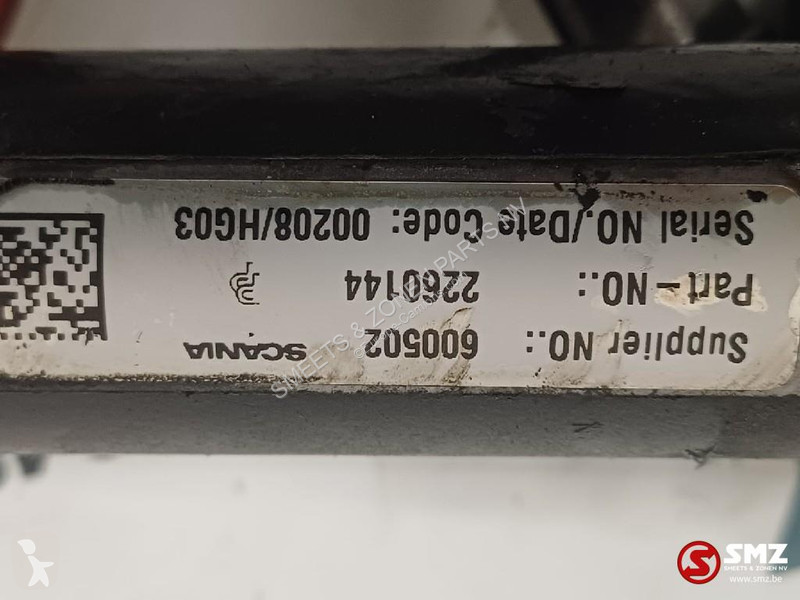 Supplier NO.: 600502 SCANIA
Part-NO.: 2260144
Serial NO./Date Code: 00208/HG03
SMEETS & ZONEN PARTS NV
SMZ
SMEETS & ZONEN NV
www.smz.be